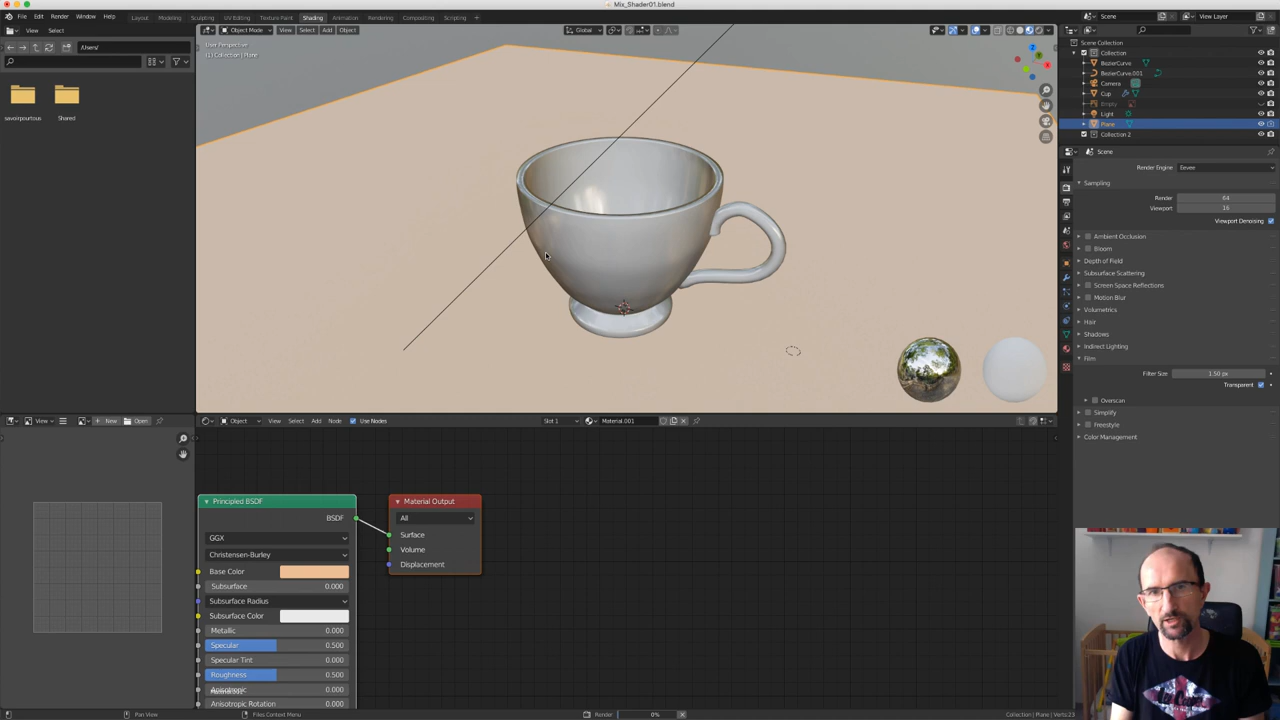 Mix_Shader01.blend
File Edit Render Window Help Layout Modeling Sculpting UV Editing Texture Paint Shading Animation Rendering Compositing Scripting Scene View Layer
View Select Object Mode View Select Add Object Global
/Users/
savoirpourtous Shared
User Perspective
(1) Collection | Plane
Scene Collection
Collection
BezierCurve
BezierCurve.001
Camera
Cup
Empty
Light
Plane
Collection 2
Scene
Render Engine Eevee
Sampling
Render 64
Viewport 16
Viewport Denoising
Ambient Occlusion
Bloom
Depth of Field
Subsurface Scattering
Screen Space Reflections
Motion Blur
Volumetrics
Hair
Shadows
Indirect Lighting
Film
Filter Size 1.50 px
Transparent
Overscan
Simplify
Freestyle
Color Management
View New Open Object View Select Add Node Use Nodes Slot 1 Material.001
Principled BSDF
BSDF
GGX
Christensen-Burley
Base Color
Subsurface 0.000
Subsurface Radius
Subsurface Color
Metallic 0.000
Specular 0.500
Specular Tint 0.000
Roughness 0.500
Anisotropic 0.000
Material.001
Anisotropic Rotation 0.000
Material Output
All
Surface
Volume
Displacement
Pan View Files Context Menu Render 0% Collection | Plane | Verts:23